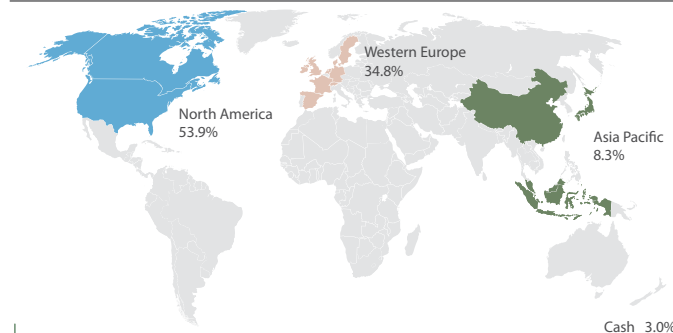 Western Europe
34.8%
North America
53.9%
Asia Pacific
8.3%
Cash 3.0%